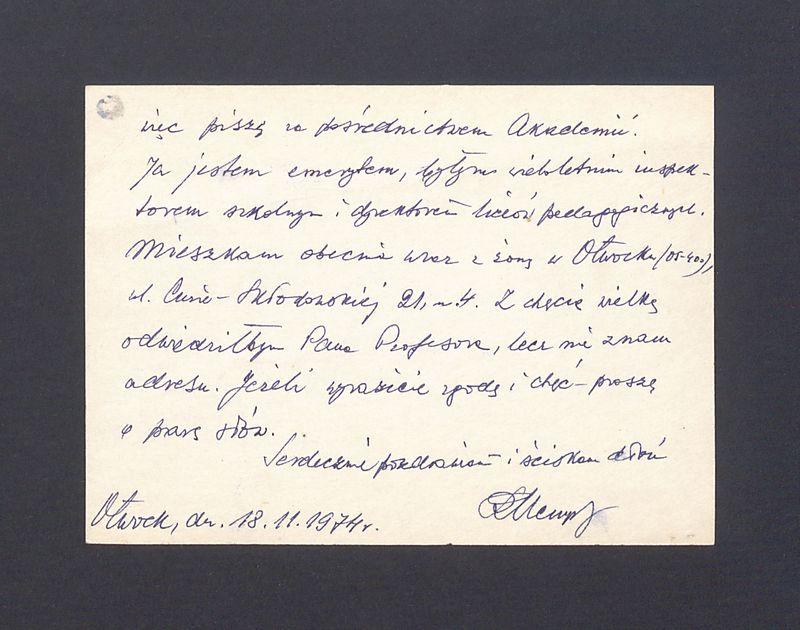 więc piszę za pośrednictwem Akademii.
Ja jestem emerytem, byłym wieloletnim inspek-
torem szkolnym i dyrektorem liceów pedagogicznych.
Mieszkam obecnie wraz z żoną w Otwocku (05-400),
ul. Curie-Skłodowskiej 21, m. 4. Z chęcią wielką
odwiedziłbym Pana Profesora, lecz nie znam
adresu. Jeżeli wyrazicie zgodę i chęć - proszę
o parę słów.
Serdecznie pozdrawiam i ściskam dłoń
Otwock, dn. 18.11.1974r.